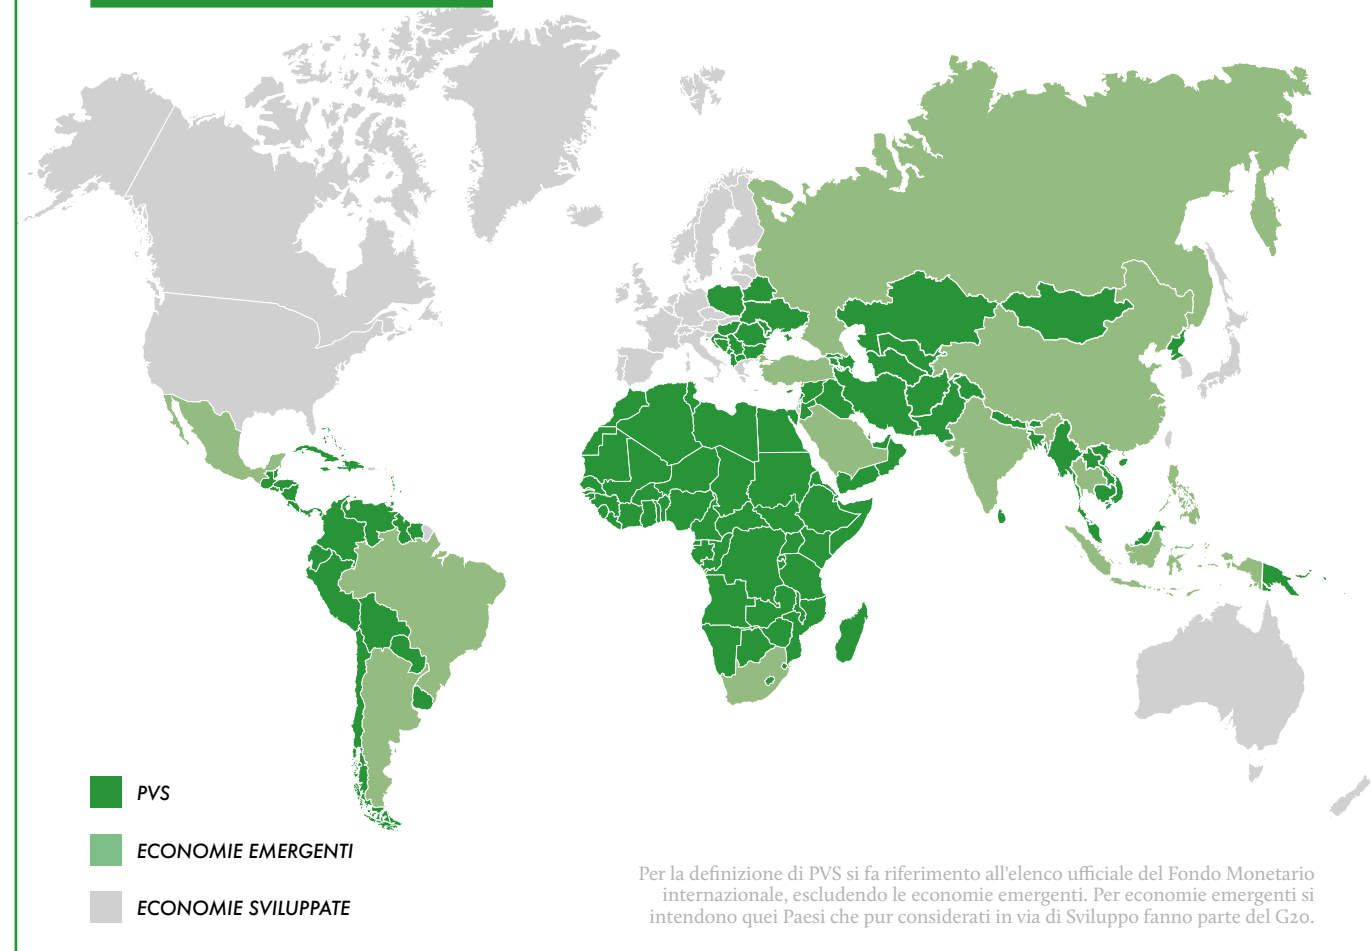 PVS
ECONOMIE EMERGENTI
ECONOMIE SVILUPPATE
Per la definizione di PVS si fa riferimento all'elenco ufficiale del Fondo Monetario
internazionale, escludendo le economie emergenti. Per economie emergenti si
intendono quei Paesi che pur considerati in via di Sviluppo fanno parte del G20.